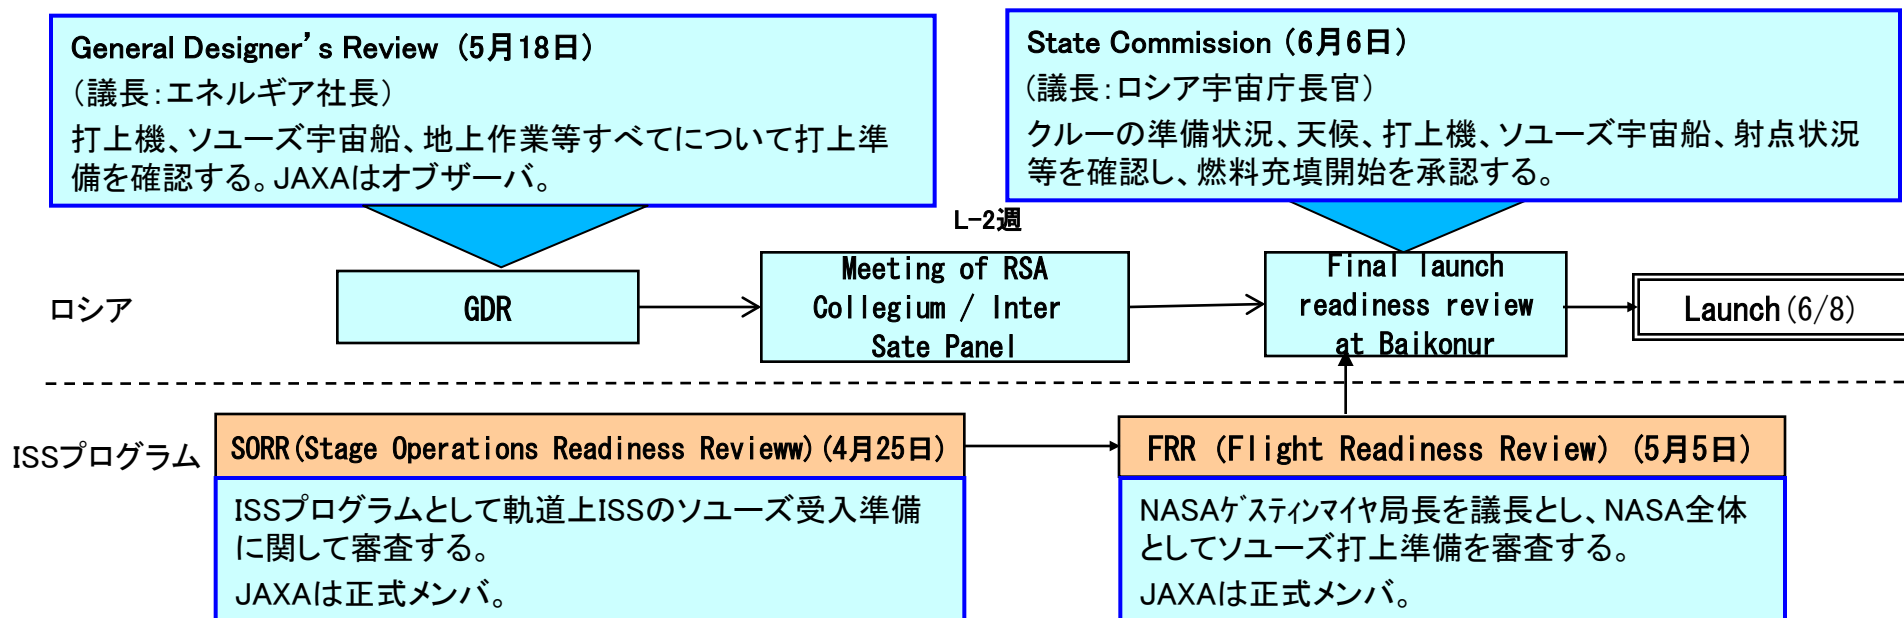 General Designer’s Review (5月18日)
(議長:エネルギア社長)
打上機、ソユーズ宇宙船、地上作業等すべてについて打上準
備を確認する。JAXAはオブザーバ。
State Commission (6月6日)
(議長:ロシア宇宙庁長官)
クルーの準備状況、天候、打上機、ソユーズ宇宙船、射点状況
等を確認し、燃料充填開始を承認する。
L-2週
ロシア
GDR
Meeting of RSA
Collegium / Inter
Sate Panel
Final launch
readiness review
at Baikonur
Launch(6/8)
ISSプログラム
SORR(Stage Operations Readiness Revieww)(4月25日)
ISSプログラムとして軌道上ISSのソユーズ受入準備
に関して審査する。
JAXAは正式メンバ。
FRR (Flight Readiness Review) (5月5日)
NASAゲスティンマイヤ局長を議長とし、NASA全体
としてソユーズ打上準備を審査する。
JAXAは正式メンバ。